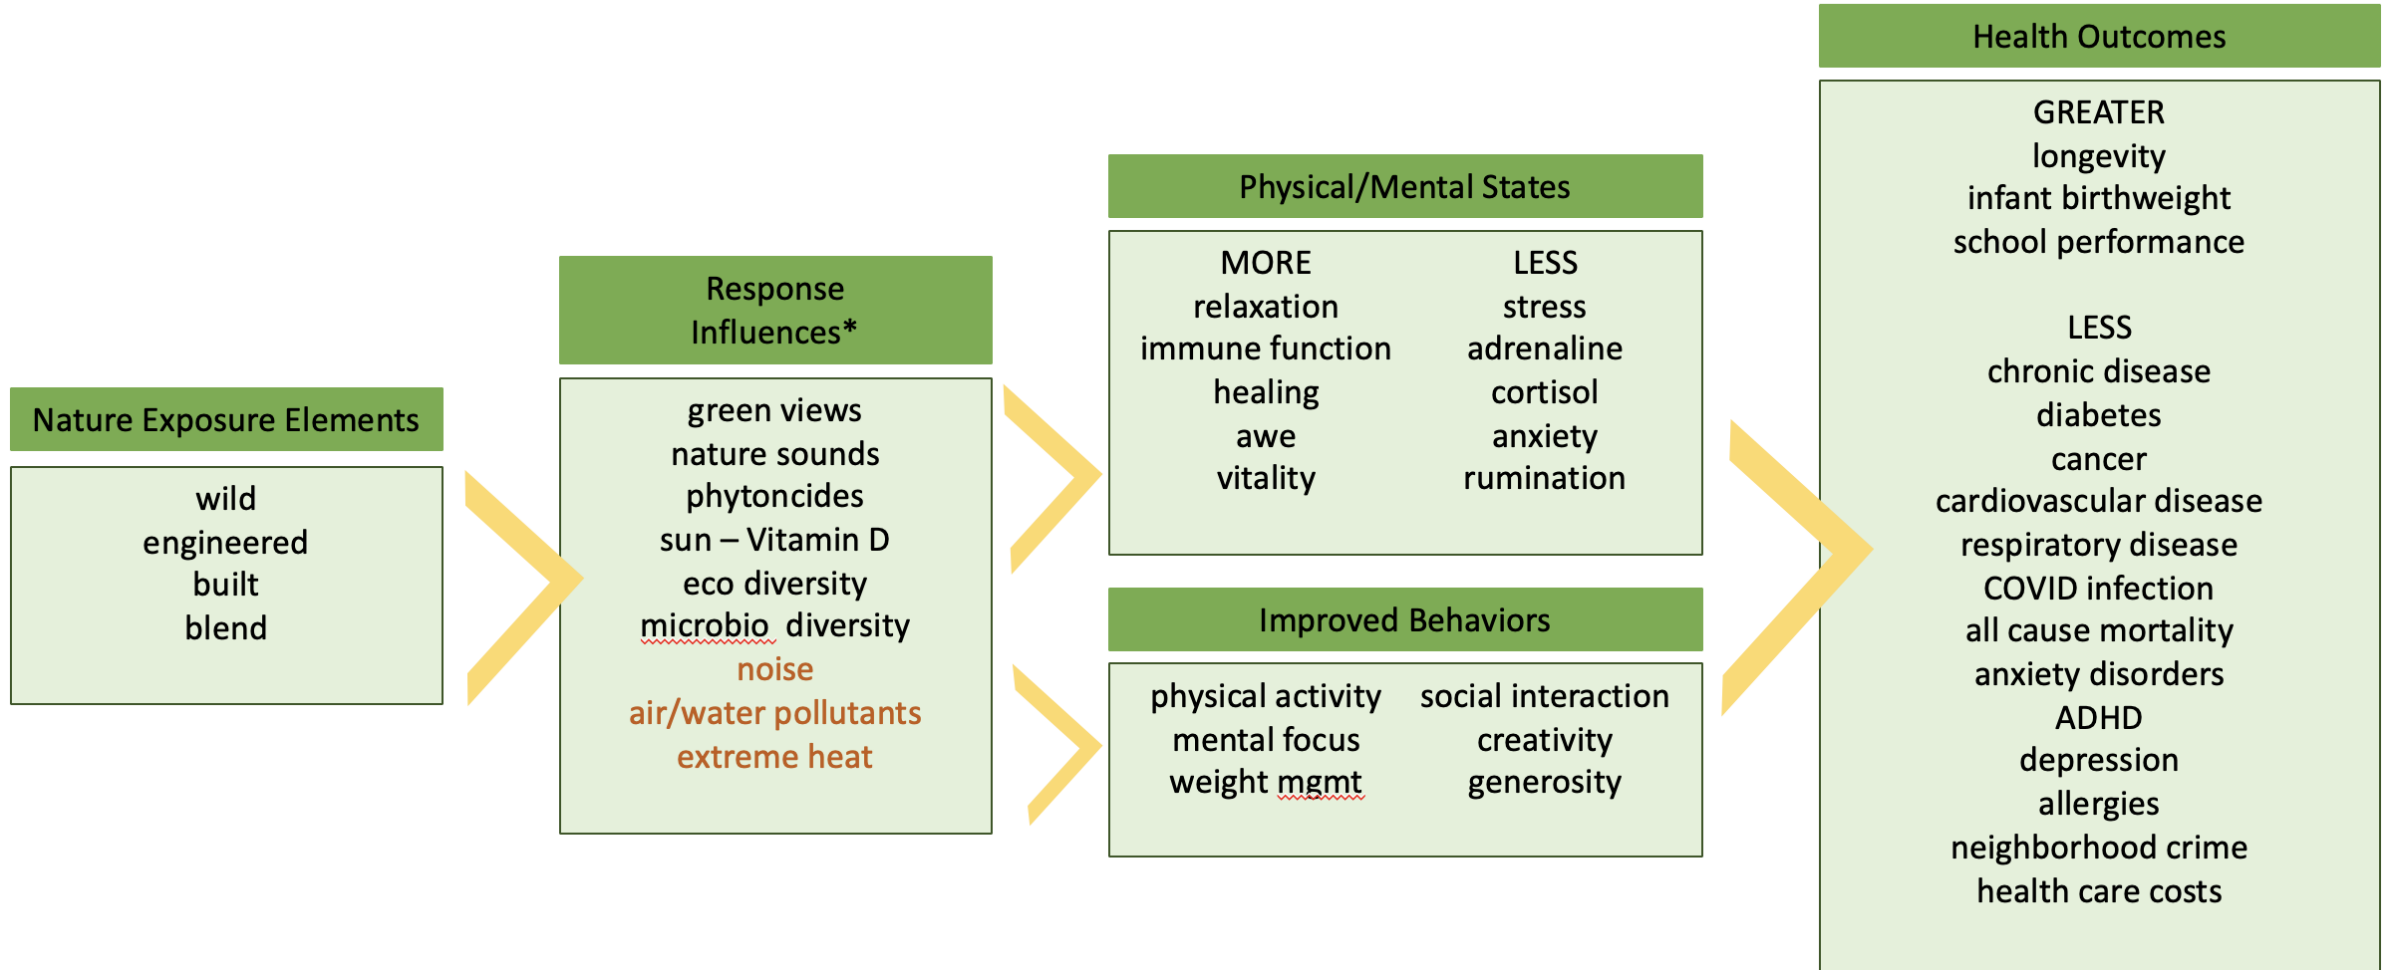 Nature Exposure Elements
wild
engineered
built
blend
Response
Influences*
green views
nature sounds
phytoncides
sun – Vitamin D
eco diversity
microbio diversity
noise
air/water pollutants
extreme heat
Physical/Mental States
MORE
relaxation
immune function
healing
awe
vitality
LESS
stress
adrenaline
cortisol
anxiety
rumination
Improved Behaviors
physical activity
mental focus
weight mgmt
social interaction
creativity
generosity
Health Outcomes
GREATER
longevity
infant birthweight
school performance
LESS
chronic disease
diabetes
cancer
cardiovascular disease
respiratory disease
COVID infection
all cause mortality
anxiety disorders
ADHD
depression
allergies
neighborhood crime
health care costs